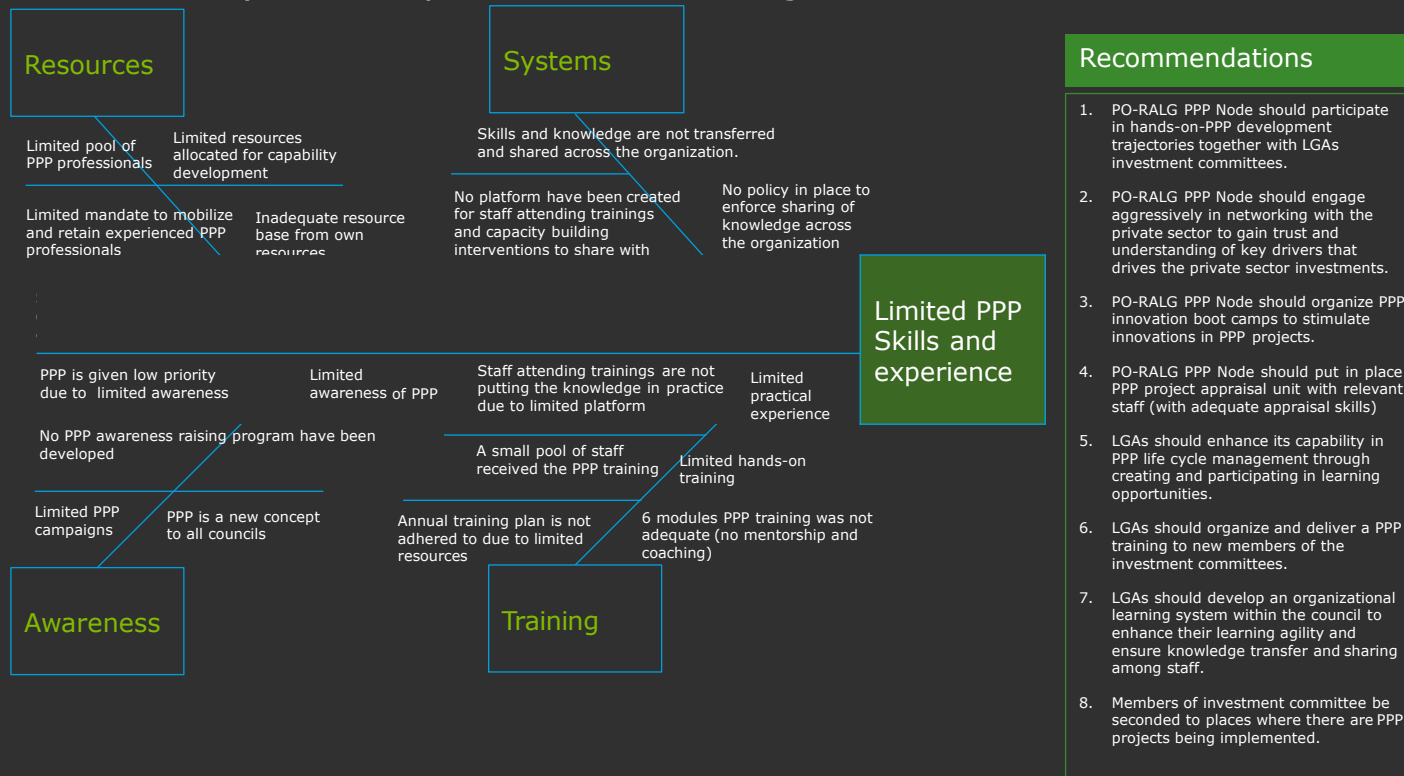 Resources
Systems
Limited pool of
PPP professionals
Limited resources
allocated for capability
development
Limited mandate to mobilize
and retain experienced PPP
professionals
Inadequate resource
base from own
resources
Skills and knowledge are not transferred
and shared across the organization.
No platform have been created
for staff attending trainings
and capacity building
interventions to share with
No policy in place to
enforce sharing of
knowledge across
the organization
Limited PPP
Skills and
experience
PPP is given low priority
due to limited awareness
Limited
awareness of PPP
No PPP awareness raising program have been
developed
Limited PPP
campaigns
PPP is a new concept
to all councils
Staff attending trainings are not
putting the knowledge in practice
due to limited platform
Limited
practical
experience
A small pool of staff
received the PPP training
Limited hands-on
training
Annual training plan is not
adhered to due to limited
resources
6 modules PPP training was not
adequate (no mentorship and
coaching)
Awareness
Training
Recommendations
1. PO-RALG PPP Node should participate
in hands-on-PPP development
trajectories together with LGAs
investment committees.
2. PO-RALG PPP Node should engage
aggressively in networking with the
private sector to gain trust and
understanding of key drivers that
drives the private sector investments.
3. PO-RALG PPP Node should organize PPP
innovation boot camps to stimulate
innovations in PPP projects.
4. PO-RALG PPP Node should put in place
PPP project appraisal unit with relevant
staff (with adequate appraisal skills)
5. LGAs should enhance its capability in
PPP life cycle management through
creating and participating in learning
opportunities.
6. LGAs should organize and deliver a PPP
training to new members of the
investment committees.
7. LGAs should develop an organizational
learning system within the council to
enhance their learning agility and
ensure knowledge transfer and sharing
among staff.
8. Members of investment committee be
seconded to places where there are PPP
projects being implemented.